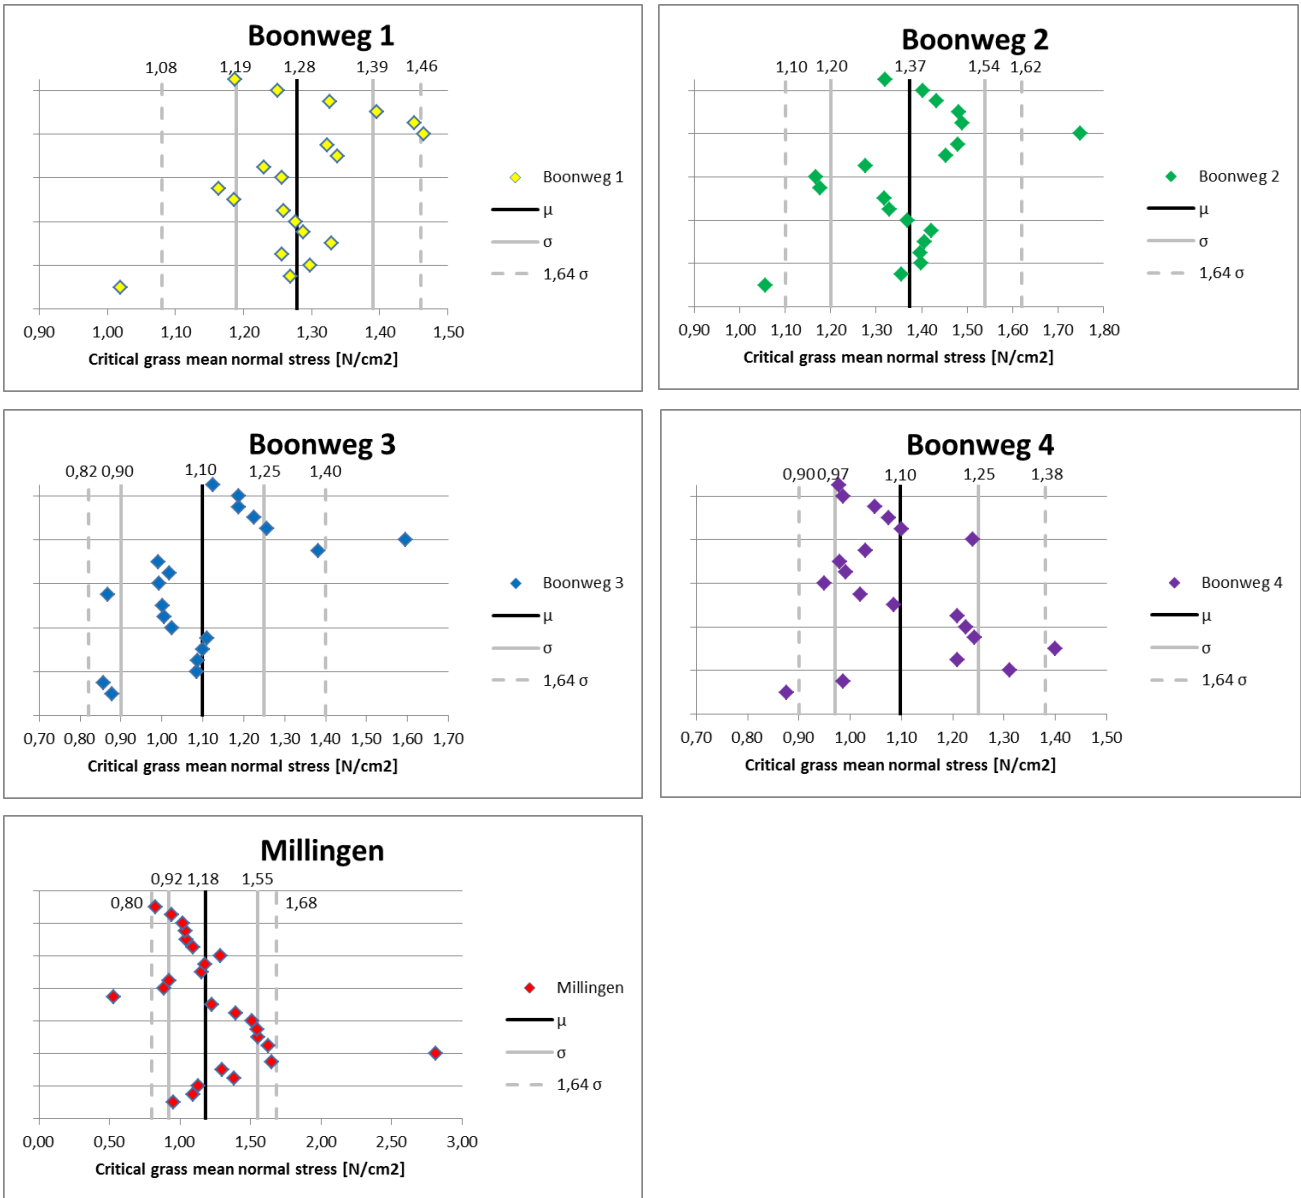 Boonweg 1
1,08 1,19 1,28 1,39 1,46
Boonweg 1
μ
σ
1,64 σ
0,90 1,00 1,10 1,20 1,30 1,40 1,50
Critical grass mean normal stress [N/cm2]
Boonweg 2
1,10 1,20 1,37 1,54 1,62
Boonweg 2
μ
σ
1,64 σ
0,90 1,00 1,10 1,20 1,30 1,40 1,50 1,60 1,70 1,80
Critical grass mean normal stress [N/cm2]
Boonweg 3
0,82 0,90 1,10 1,25 1,40
Boonweg 3
μ
σ
1,64 σ
0,70 0,80 0,90 1,00 1,10 1,20 1,30 1,40 1,50 1,60 1,70
Critical grass mean normal stress [N/cm2]
Boonweg 4
0,90 0,97 1,10 1,25 1,38
Boonweg 4
μ
σ
1,64 σ
0,70 0,80 0,90 1,00 1,10 1,20 1,30 1,40 1,50
Critical grass mean normal stress [N/cm2]
Millingen
0,92 1,18 1,55
0,80 1,68
Millingen
μ
σ
1,64 σ
0,00 0,50 1,00 1,50 2,00 2,50 3,00
Critical grass mean normal stress [N/cm2]